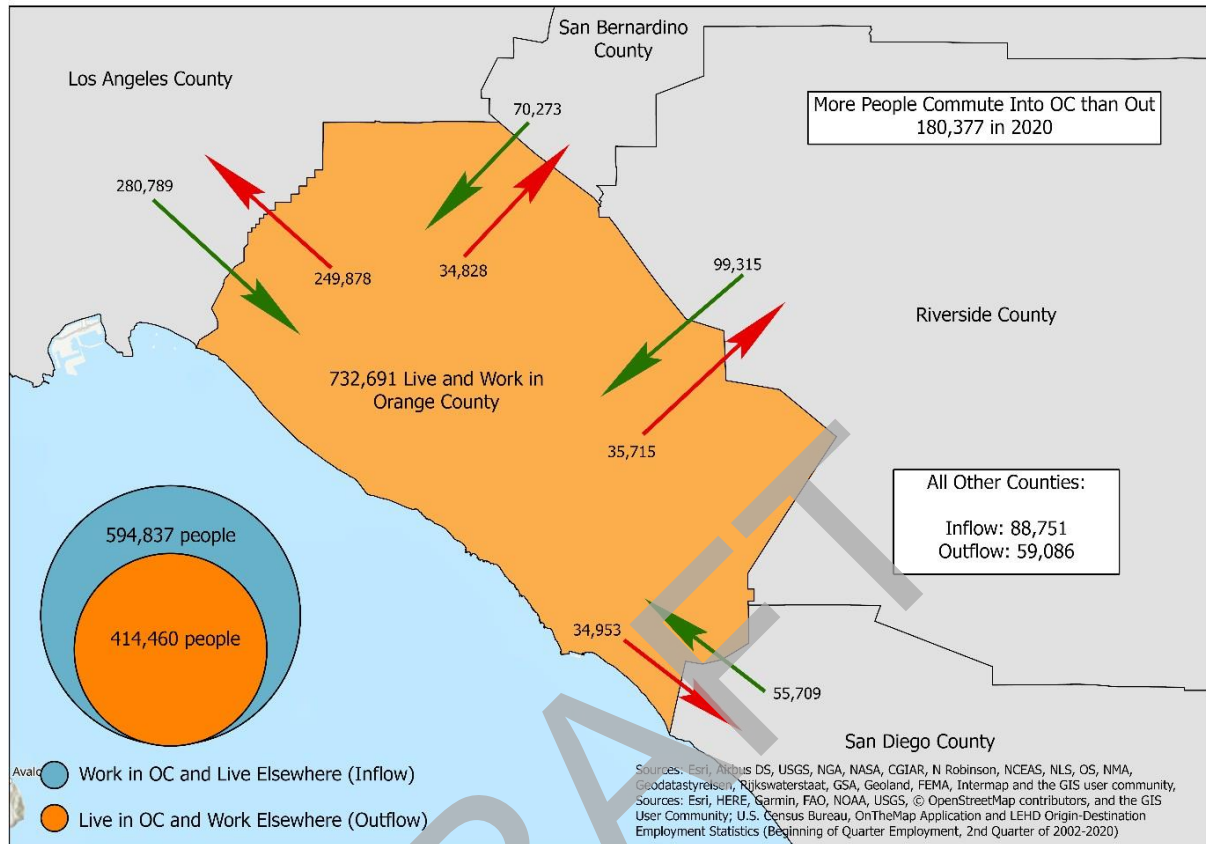 San Bernardino
County
Los Angeles County
70,273
More People Commute Into OC than Out
180,377 in 2020
280,789
249,878
34,828
99,315
Riverside County
732,691 Live and Work in
Orange County
35,715
All Other Counties:
Inflow: 88,751
Outflow: 59,086
594,837 people
414,460 people
34,953
55,709
San Diego County
Avalo
Work in OC and Live Elsewhere (Inflow)
Live in OC and Work Elsewhere (Outflow)
Sources: Esri, Airbus DS, USGS, NGA, NASA, CGIAR, N Robinson, NCEAS, NLS, OS, NMA,
Geodatastyrelsen, Rijkswaterstaat, GSA, Geoland, FEMA, Intermap and the GIS user community,
Sources: Esri, HERE, Garmin, FAO, NOAA, USGS, © OpenStreetMap contributors, and the GIS
User Community; U.S. Census Bureau, OnTheMap Application and LEHD Origin-Destination
Employment Statistics (Beginning of Quarter Employment, 2nd Quarter of 2002-2020)
DRAFT